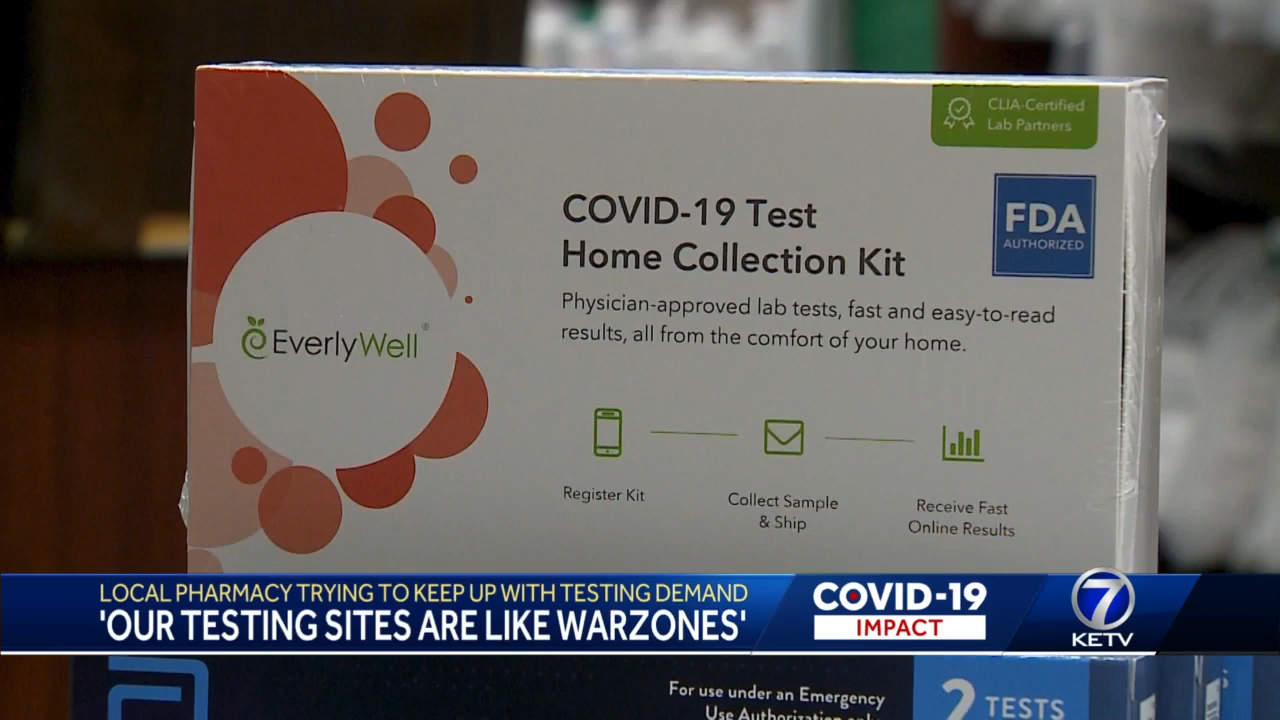 CLIA-Certified
Lab Partners
COVID-19 Test
Home Collection Kit
FDA
AUTHORIZED
Physician-approved lab tests, fast and easy-to-read
results, all from the comfort of your home.
EverlyWell®
Register Kit
Collect Sample
& Ship
Receive Fast
Online Results
LOCAL PHARMACY TRYING TO KEEP UP WITH TESTING DEMAND
'OUR TESTING SITES ARE LIKE WARZONES'
COVID-19
IMPACT
7
KETV
For use under an Emergency
Use Authorization only
2 TESTS